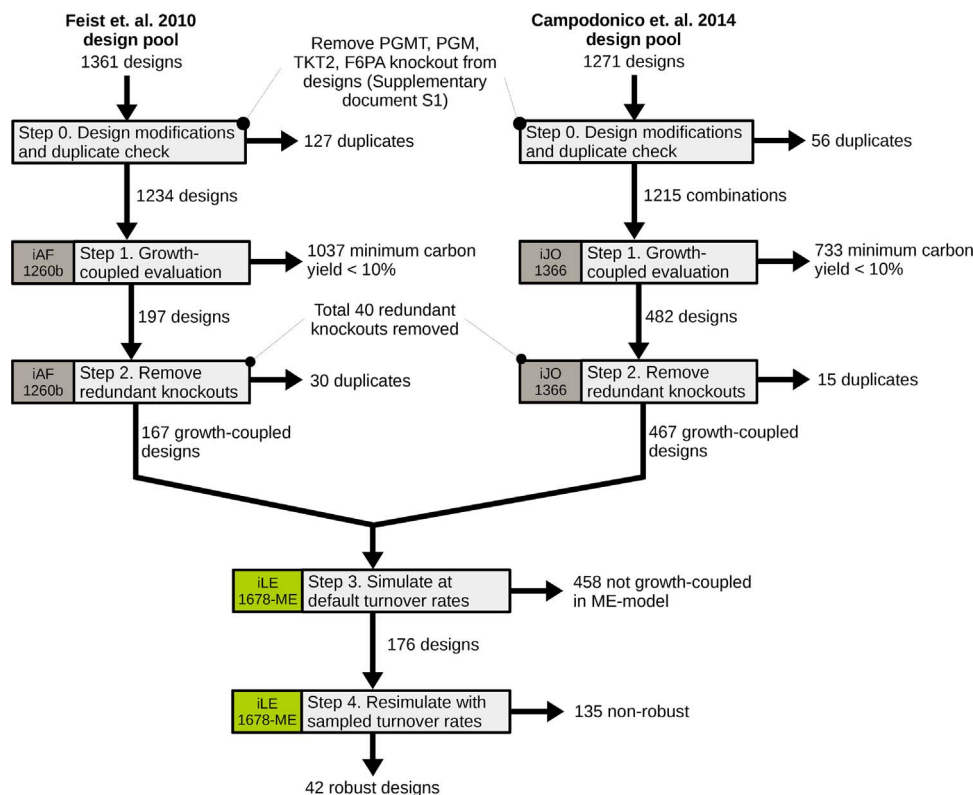 Feist et. al. 2010
design pool
1361 designs
Remove PGMT, PGM,
TKT2, F6PA knockout from
designs (Supplementary
document S1)
Campodonico et. al. 2014
design pool
1271 designs
Step 0. Design modifications
and duplicate check
127 duplicates
Step 0. Design modifications
and duplicate check
56 duplicates
1234 designs
1215 combinations
iAF
1260b
Step 1. Growth-
coupled evaluation
1037 minimum carbon
yield < 10%
iJO
1366
Step 1. Growth-
coupled evaluation
733 minimum carbon
yield < 10%
197 designs
Total 40 redundant
knockouts removed
482 designs
iAF
1260b
Step 2. Remove
redundant knockouts
30 duplicates
iJO
1366
Step 2. Remove
redundant knockouts
15 duplicates
167 growth-coupled
designs
467 growth-coupled
designs
iLE
1678-ME
Step 3. Simulate at
default turnover rates
458 not growth-coupled
in ME-model
176 designs
iLE
1678-ME
Step 4. Resimulate with
sampled turnover rates
135 non-robust
42 robust designs